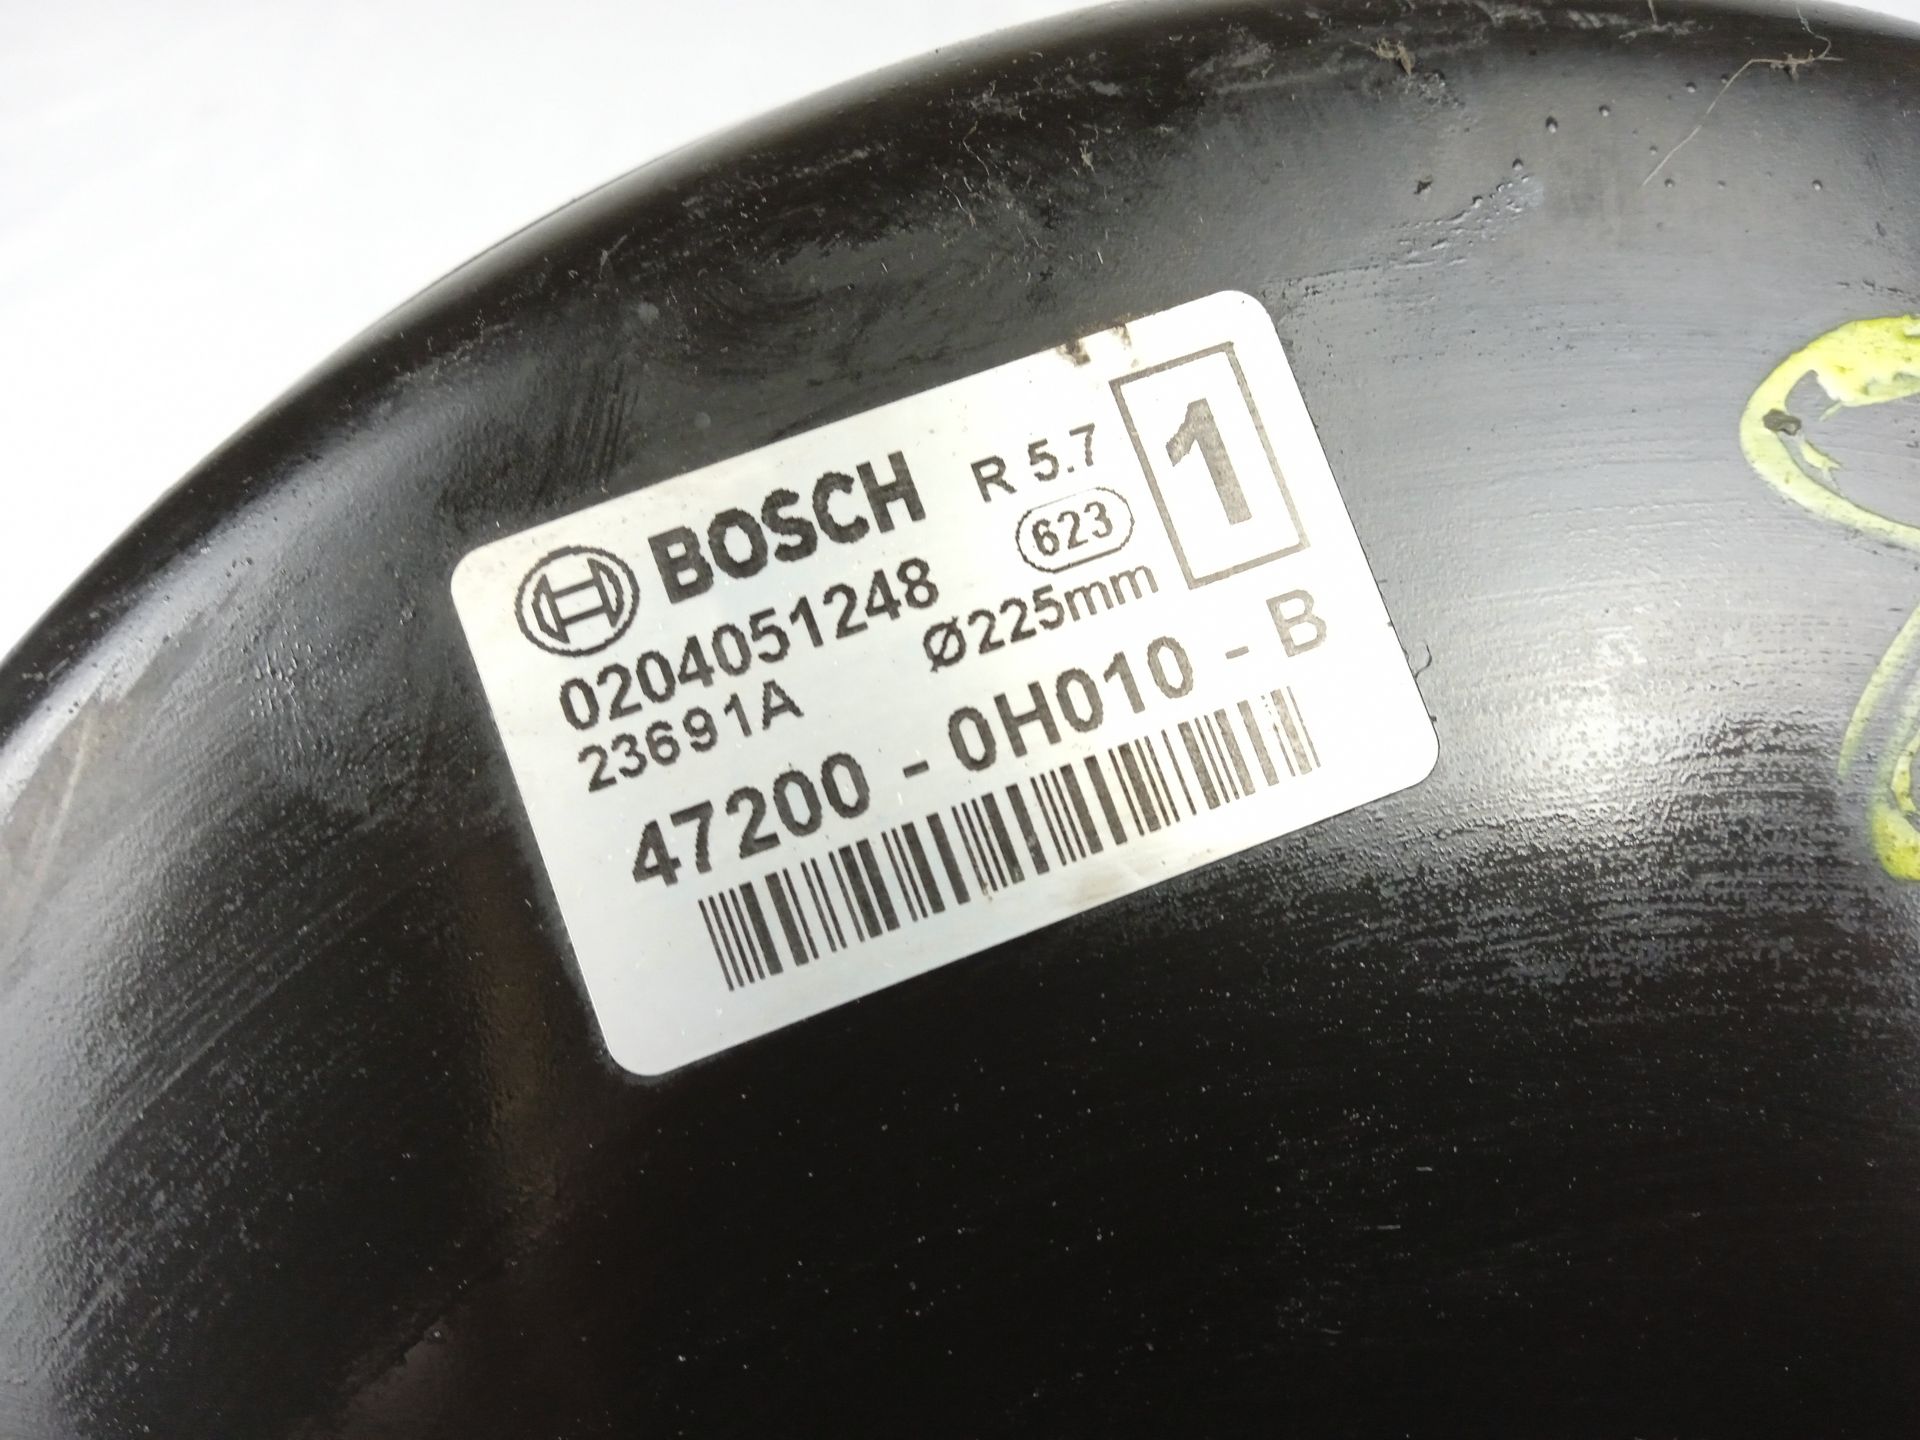 BOSCH R 5.7 1
0204051248 623
23691A Ø225mm
47200 - 0H010 - B